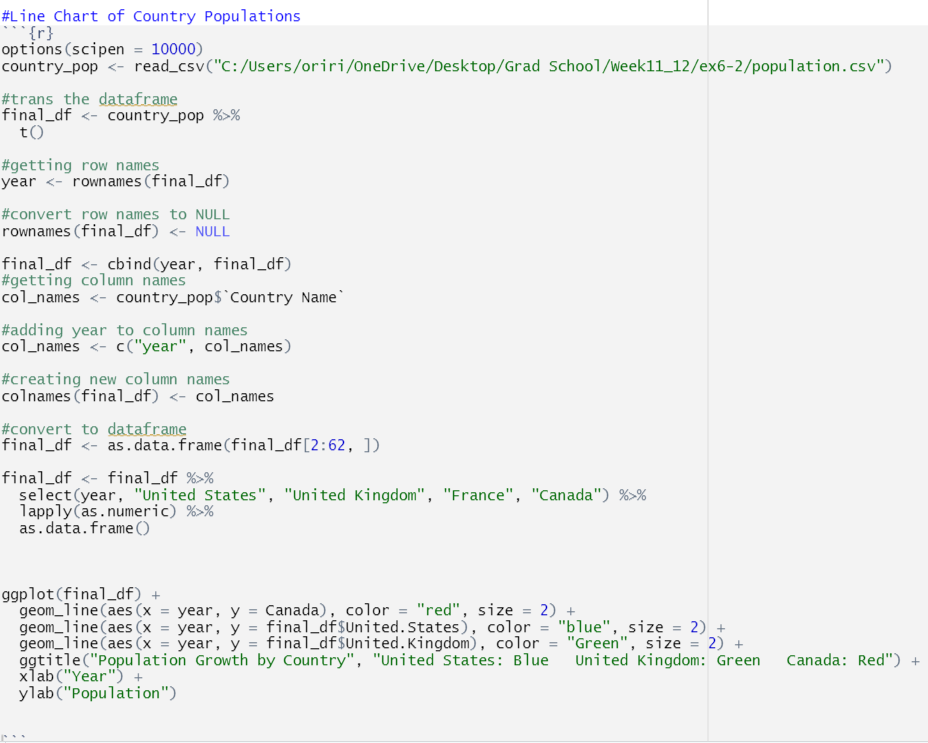 #Line Chart of Country Populations
```{r}
options(scipen = 10000)
country_pop <- read_csv("C:/Users/oriri/OneDrive/Desktop/Grad School/Week11_12/ex6-2/population.csv")
#trans the dataframe
final_df <- country_pop %>%
  t()
#getting row names
year <- rownames(final_df)
#convert row names to NULL
rownames(final_df) <- NULL
final_df <- cbind(year, final_df)
#getting column names
col_names <- country_pop$`Country Name`
#adding year to column names
col_names <- c("year", col_names)
#creating new column names
colnames(final_df) <- col_names
#convert to dataframe
final_df <- as.data.frame(final_df[2:62, ])
final_df <- final_df %>%
  select(year, "United States", "United Kingdom", "France", "Canada") %>%
  lapply(as.numeric) %>%
  as.data.frame()
ggplot(final_df) +
  geom_line(aes(x = year, y = Canada), color = "red", size = 2) +
  geom_line(aes(x = year, y = final_df$United.States), color = "blue", size = 2) +
  geom_line(aes(x = year, y = final_df$United.Kingdom), color = "Green", size = 2) +
  ggtitle("Population Growth by Country", "United States: Blue   United Kingdom: Green   Canada: Red") +
  xlab("Year") +
  ylab("Population")
```